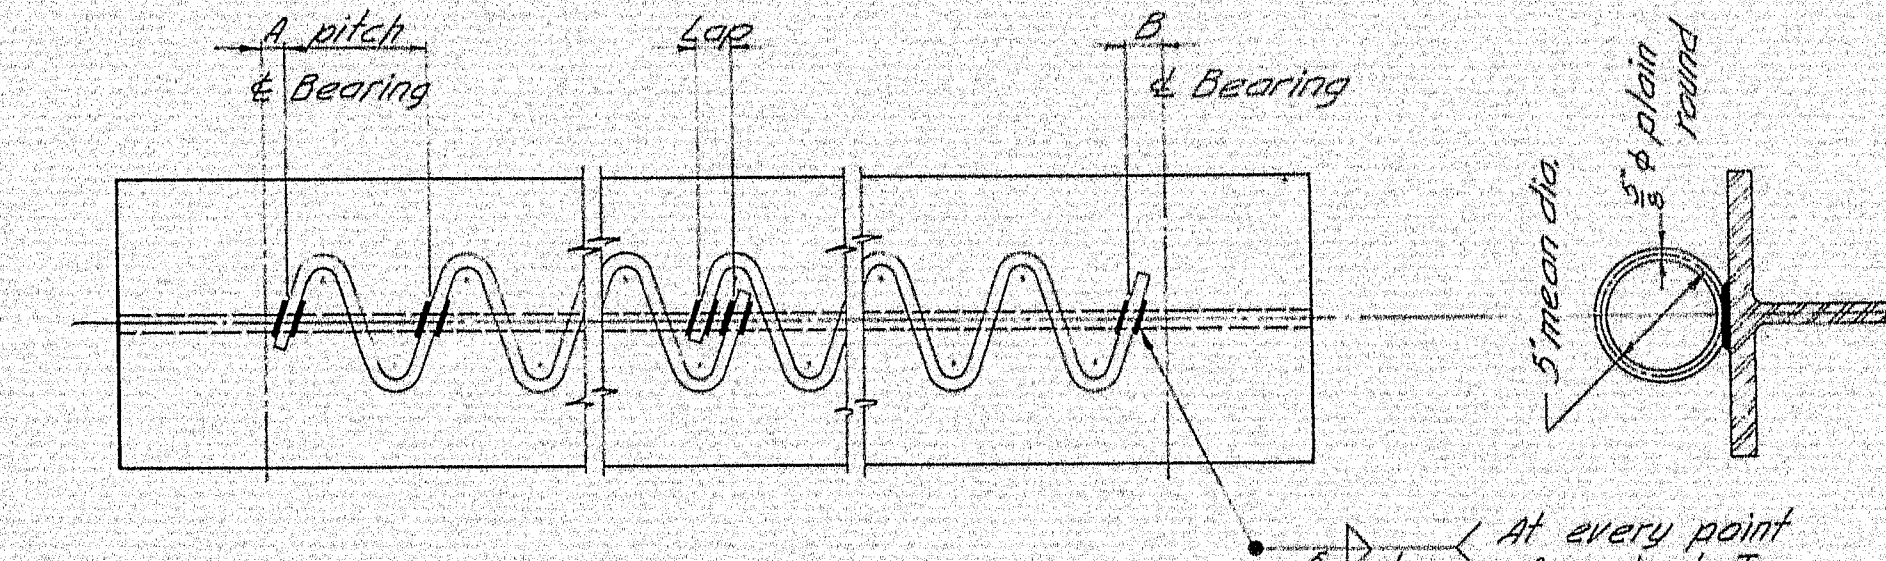 A pitch
Lap
B
℄ Bearing
℄ Bearing
5" mean dia.
5/8" ϕ plain
round
At every point